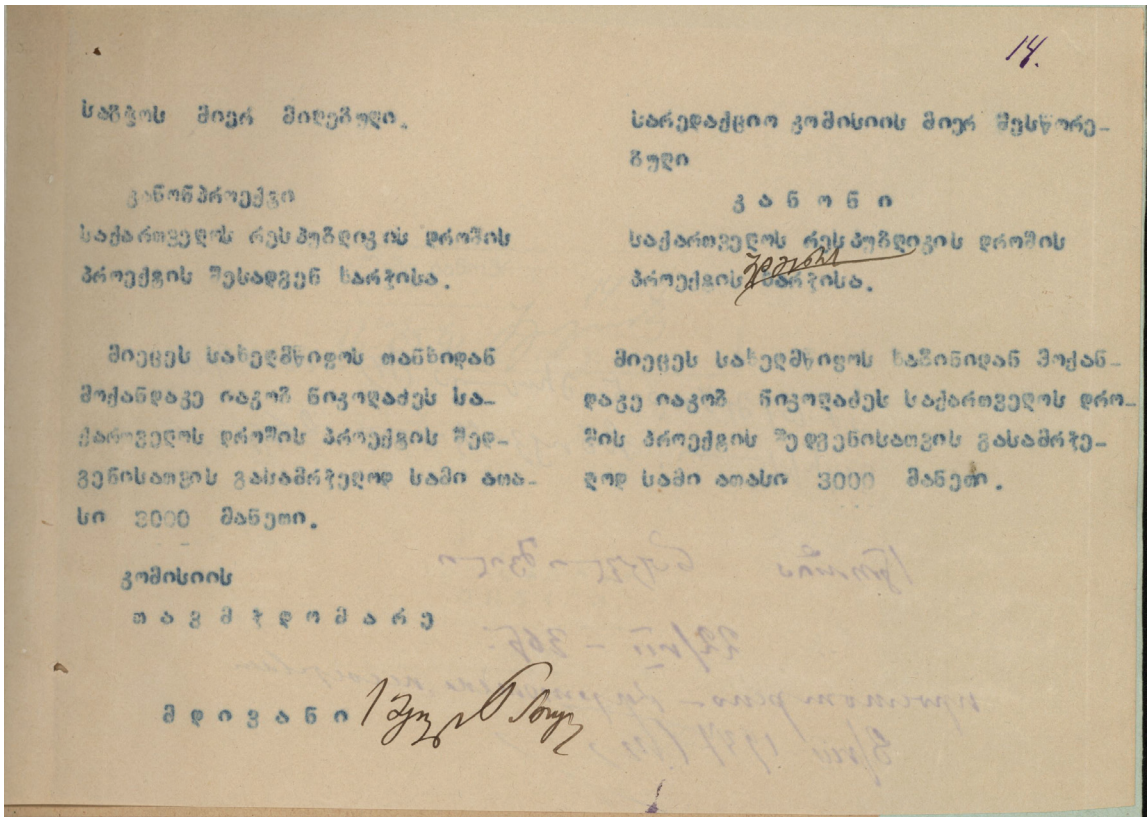 14.
საბჭოს მიერ მიღებული.
კანონპროექტი
საქართველოს რესპუბლიკის დროშის
პროექტის შესადგენ ხარჯისა.
მიეცეს სახელმწიფოს თანხიდან
მოქანდაკე იაკობ ნიკოლაძეს სა-
ქართველოს დროშის პროექტის შედ-
გენისათვის გასამრჯელოდ სამი ათა-
სი 3000 მანეთი.
კომისიის
თავმჯდომარე
მდივანი
სარედაქციო კომისიის მიერ შესწორე-
ბული
კანონი
საქართველოს რესპუბლიკის დროშის
პროექტის ხარჯისა.
მიეცეს სახელმწიფოს ხაზინიდან მოქან-
დაკე იაკობ ნიკოლაძეს საქართველოს დრო-
შის პროექტის შედგენისათვის გასამრჯე-
ლოდ სამი ათასი 3000 მანეთი.